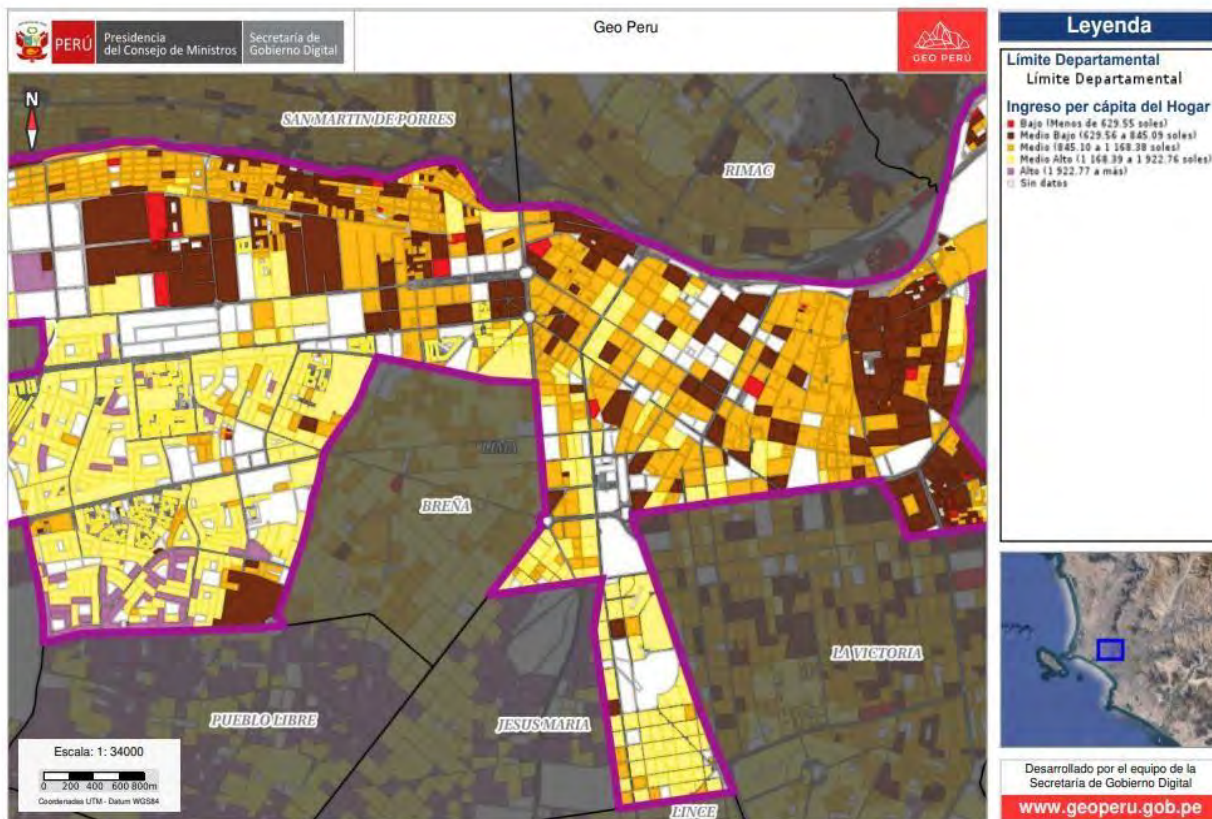 PERÚ
Presidencia
del Consejo de Ministros
Secretaría de
Gobierno Digital
Geo Peru
GEO PERÚ
N
SAN MARTIN DE PORRES
RIMAC
LIMA
BREÑA
LA VICTORIA
PUEBLO LIBRE
JESUS MARIA
LINCE
Escala: 1: 34000
0 200 400 600 800m
Coordenadas UTM - Datum WGS84
Leyenda
Límite Departamental
Límite Departamental
Ingreso per cápita del Hogar
Bajo (Menos de 629.55 soles)
Medio Bajo (629.56 a 845.09 soles)
Medio (845.10 a 1 168.38 soles)
Medio Alto (1 168.39 a 1 922.76 soles)
Alto (1 922.77 a más)
Sin datos
Desarrollado por el equipo de la
Secretaría de Gobierno Digital
www.geoperu.gob.pe